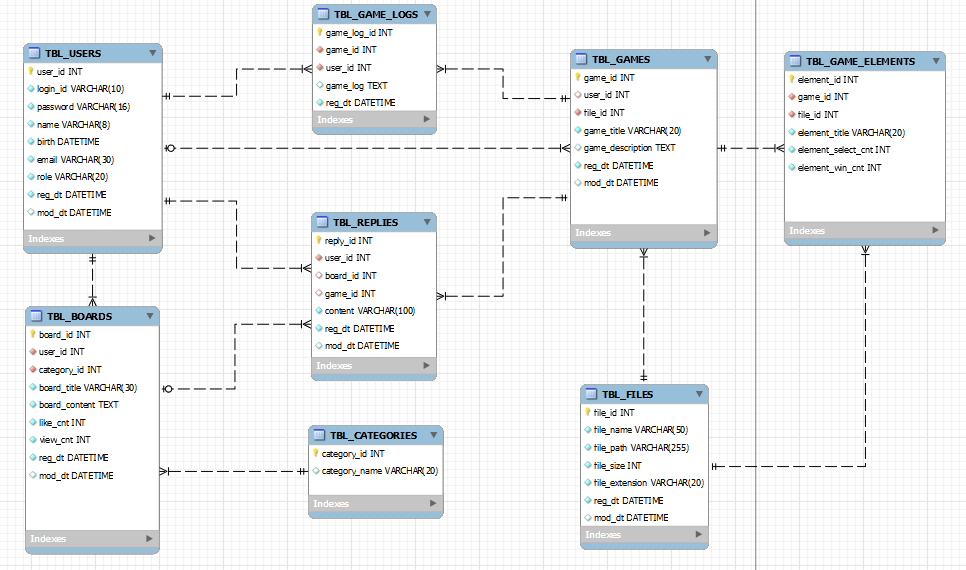 TBL_USERS
user_id INT
login_id VARCHAR(10)
password VARCHAR(16)
name VARCHAR(8)
birth DATETIME
email VARCHAR(30)
role VARCHAR(20)
reg_dt DATETIME
mod_dt DATETIME
Indexes
TBL_GAME_LOGS
game_log_id INT
game_id INT
user_id INT
game_log TEXT
reg_dt DATETIME
Indexes
TBL_GAMES
game_id INT
user_id INT
file_id INT
game_title VARCHAR(20)
game_description TEXT
reg_dt DATETIME
mod_dt DATETIME
Indexes
TBL_GAME_ELEMENTS
element_id INT
game_id INT
file_id INT
element_title VARCHAR(20)
element_select_cnt INT
element_win_cnt INT
Indexes
TBL_REPLIES
reply_id INT
user_id INT
board_id INT
game_id INT
content VARCHAR(100)
reg_dt DATETIME
mod_dt DATETIME
Indexes
TBL_BOARDS
board_id INT
user_id INT
category_id INT
board_title VARCHAR(30)
board_content TEXT
like_cnt INT
view_cnt INT
reg_dt DATETIME
mod_dt DATETIME
Indexes
TBL_CATEGORIES
category_id INT
category_name VARCHAR(20)
Indexes
TBL_FILES
file_id INT
file_name VARCHAR(50)
file_path VARCHAR(255)
file_size INT
file_extension VARCHAR(20)
reg_dt DATETIME
mod_dt DATETIME
Indexes